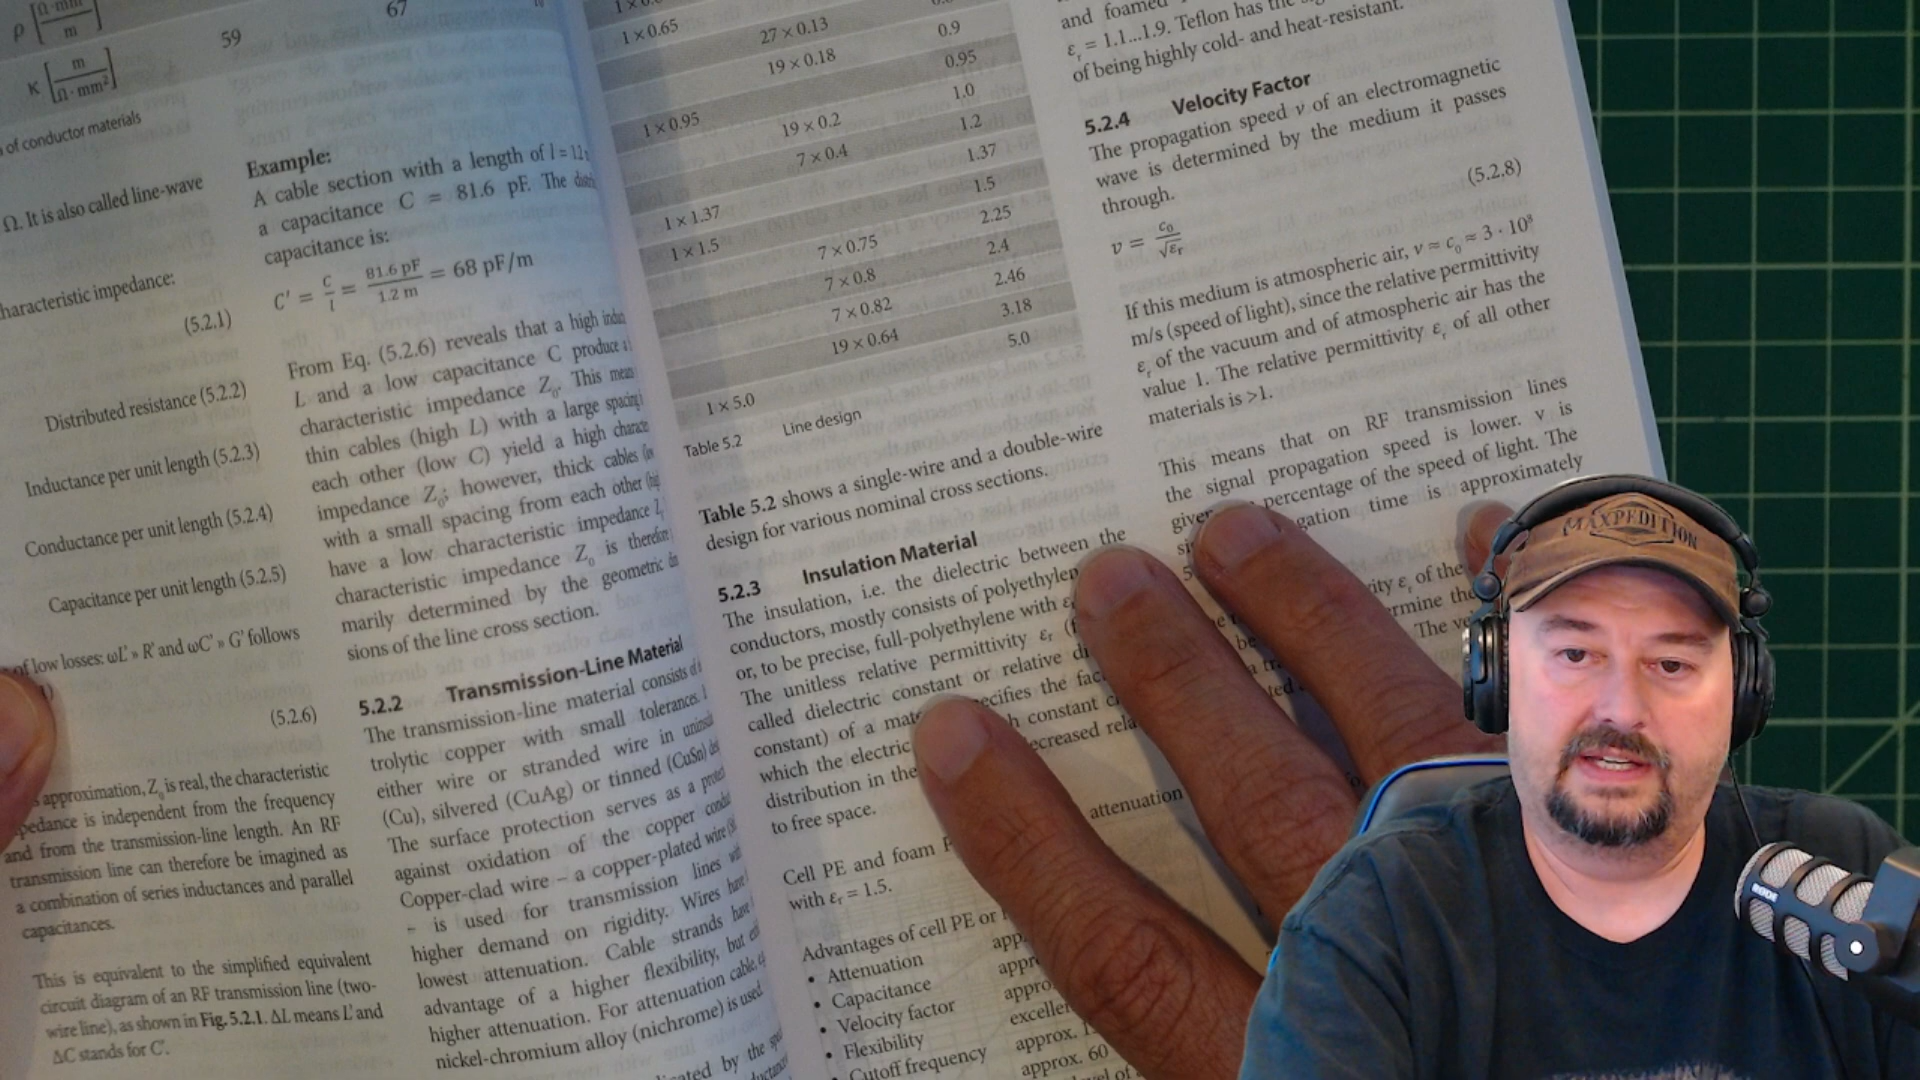 ρ [Ω·mm² / m]
59
67
κ [m / Ω·mm²]
of conductor materials
Ω. It is also called line-wave
characteristic impedance:
(5.2.1)
Distributed resistance (5.2.2)
Inductance per unit length (5.2.3)
Conductance per unit length (5.2.4)
Capacitance per unit length (5.2.5)
of low losses: ωL' » R' and ωC' » G' follows
(5.2.6)
approximation, Z₀ is real, the characteristic
impedance is independent from the frequency
and from the transmission-line length. An RF
transmission line can therefore be imagined as
a combination of series inductances and parallel
capacitances.
This is equivalent to the simplified equivalent
circuit diagram of an RF transmission line (two-
wire line), as shown in Fig. 5.2.1. ΔL means L' and
ΔC stands for C'.
Example:
A cable section with a length of l = 1.2
a capacitance C = 81.6 pF. The
capacitance is:
C' = C / l = 81.6 pF / 1.2 m = 68 pF/m
From Eq. (5.2.6) reveals that a high
L and a low capacitance C produce a
characteristic impedance Z₀. This
thin cables (high L) with a large spacing
each other (low C) yield a high
impedance Z₀; however, thick cables
with a small spacing from each other
have a low characteristic impedance
characteristic impedance Z₀ is therefore
marily determined by the geometric
sions of the line cross section.
5.2.2 Transmission-Line Material
The transmission-line material consists of
trolytic copper with small tolerances.
either wire or stranded wire in
(Cu), silvered (CuAg) or tinned (CuSn)
The surface protection serves as a
against oxidation of the copper
Copper-clad wire – a copper-plated wire
– is used for transmission lines
higher demand on rigidity. Wires have
lowest attenuation. Cable strands have
advantage of a higher flexibility, but
higher attenuation. For attenuation cable,
nickel-chromium alloy (nichrome) is used.
by the
1 × 0.65
27 × 0.13
0.9
19 × 0.18
0.95
1.0
1 × 0.95
19 × 0.2
1.2
7 × 0.4
1.37
1.5
1 × 1.37
2.25
1 × 1.5
7 × 0.75
2.4
7 × 0.8
2.46
7 × 0.82
3.18
19 × 0.64
5.0
1 × 5.0
Table 5.2 Line design
Table 5.2 shows a single-wire and a double-wire
design for various nominal cross sections.
5.2.3 Insulation Material
The insulation, i.e. the dielectric between the
conductors, mostly consists of
or, to be precise, full-polyethylene with
The unitless relative permittivity εr
called dielectric constant or relative
constant) of a specifies the
which the electric constant
distribution in the
to free space.
Cell PE and foam
with εr = 1.5.
attenuation
Advantages of cell PE or
• Attenuation
• Capacitance
• Velocity factor
• Flexibility excellent
• Cutoff frequency approx.
approx. 60
and foamed
εr = 1.1...1.9. Teflon has the
of being highly cold- and heat-resistant.
5.2.4 Velocity Factor
The propagation speed v of an electromagnetic
wave is determined by the medium it passes
through.
v = c₀ / √εr (5.2.8)
If this medium is atmospheric air, v ≈ c₀ ≈ 3 · 10⁸
m/s (speed of light), since the relative permittivity
εr of the vacuum and of atmospheric air has the
value 1. The relative permittivity εr of all other
materials is >1.
This means that on RF transmission lines
the signal propagation speed is lower. v is
percentage of the speed of light. The
time is approximately
εr of the
the
The
MAXPEDITION
RODE